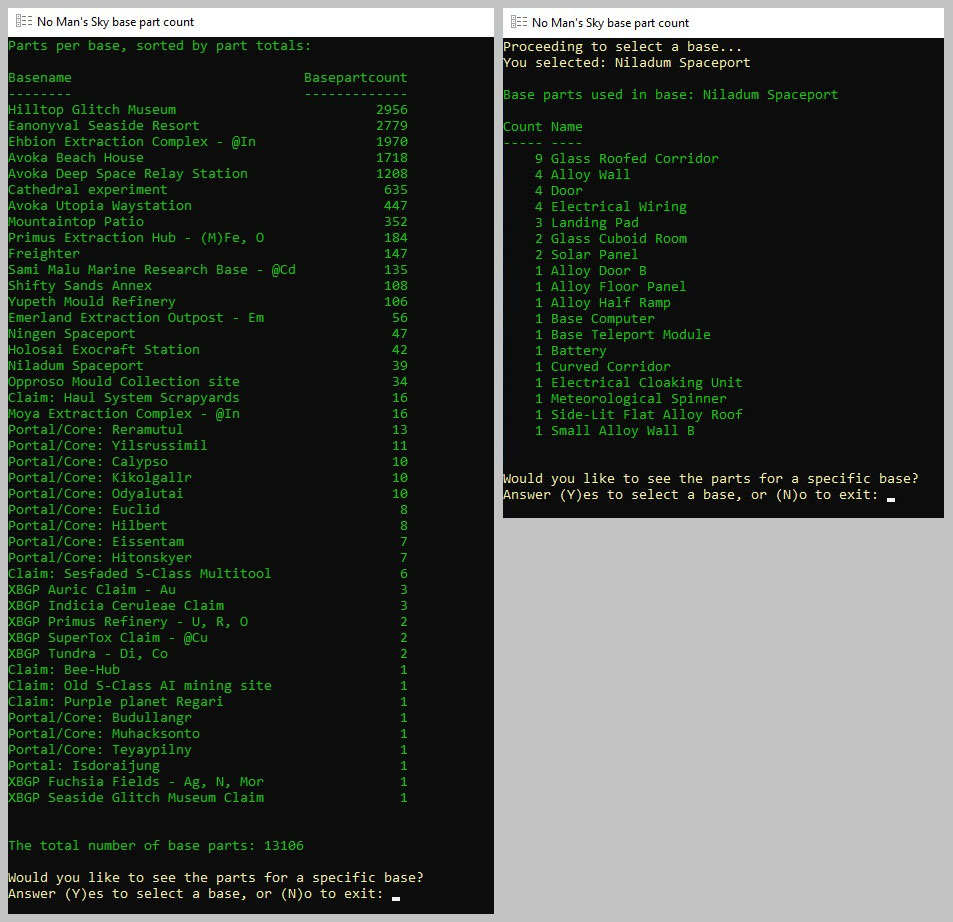 No Man's Sky base part count
Parts per base, sorted by part totals:
Basename Basepartcount
-------- -------------
Hilltop Glitch Museum 2956
Eanonyval Seaside Resort 2779
Ehbion Extraction Complex - @In 1970
Avoka Beach House 1718
Avoka Deep Space Relay Station 1208
Cathedral experiment 635
Avoka Utopia Waystation 447
Mountaintop Patio 352
Primus Extraction Hub - (M)Fe, O 184
Freighter 147
Sami Malu Marine Research Base - @Cd 135
Shifty Sands Annex 108
Yupeth Mould Refinery 106
Emerland Extraction Outpost - Em 56
Ningen Spaceport 47
Holosai Exocraft Station 42
Niladum Spaceport 39
Opproso Mould Collection site 34
Claim: Haul System Scrapyards 16
Moya Extraction Complex - @In 16
Portal/Core: Reramutul 13
Portal/Core: Yilsrussimil 11
Portal/Core: Calypso 10
Portal/Core: Kikolgallr 10
Portal/Core: Odyalutai 10
Portal/Core: Euclid 8
Portal/Core: Hilbert 8
Portal/Core: Eissentam 7
Portal/Core: Hitonskyer 7
Claim: Sesfaded S-Class Multitool 6
XBGP Auric Claim - Au 3
XBGP Indicia Ceruleae Claim 3
XBGP Primus Refinery - U, R, O 2
XBGP SuperTox Claim - @Cu 2
XBGP Tundra - Di, Co 2
Claim: Bee-Hub 1
Claim: Old S-Class AI mining site 1
Claim: Purple planet Regari 1
Portal/Core: Budullangr 1
Portal/Core: Muhacksonto 1
Portal/Core: Teyaypilny 1
Portal: Isdoraijung 1
XBGP Fuchsia Fields - Ag, N, Mor 1
XBGP Seaside Glitch Museum Claim 1
The total number of base parts: 13106
Would you like to see the parts for a specific base?
Answer (Y)es to select a base, or (N)o to exit:
No Man's Sky base part count
Proceeding to select a base...
You selected: Niladum Spaceport
Base parts used in base: Niladum Spaceport
Count Name
----- ----
9 Glass Roofed Corridor
4 Alloy Wall
4 Door
4 Electrical Wiring
3 Landing Pad
2 Glass Cuboid Room
2 Solar Panel
1 Alloy Door B
1 Alloy Floor Panel
1 Alloy Half Ramp
1 Base Computer
1 Base Teleport Module
1 Battery
1 Curved Corridor
1 Electrical Cloaking Unit
1 Meteorological Spinner
1 Side-Lit Flat Alloy Roof
1 Small Alloy Wall B
Would you like to see the parts for a specific base?
Answer (Y)es to select a base, or (N)o to exit: